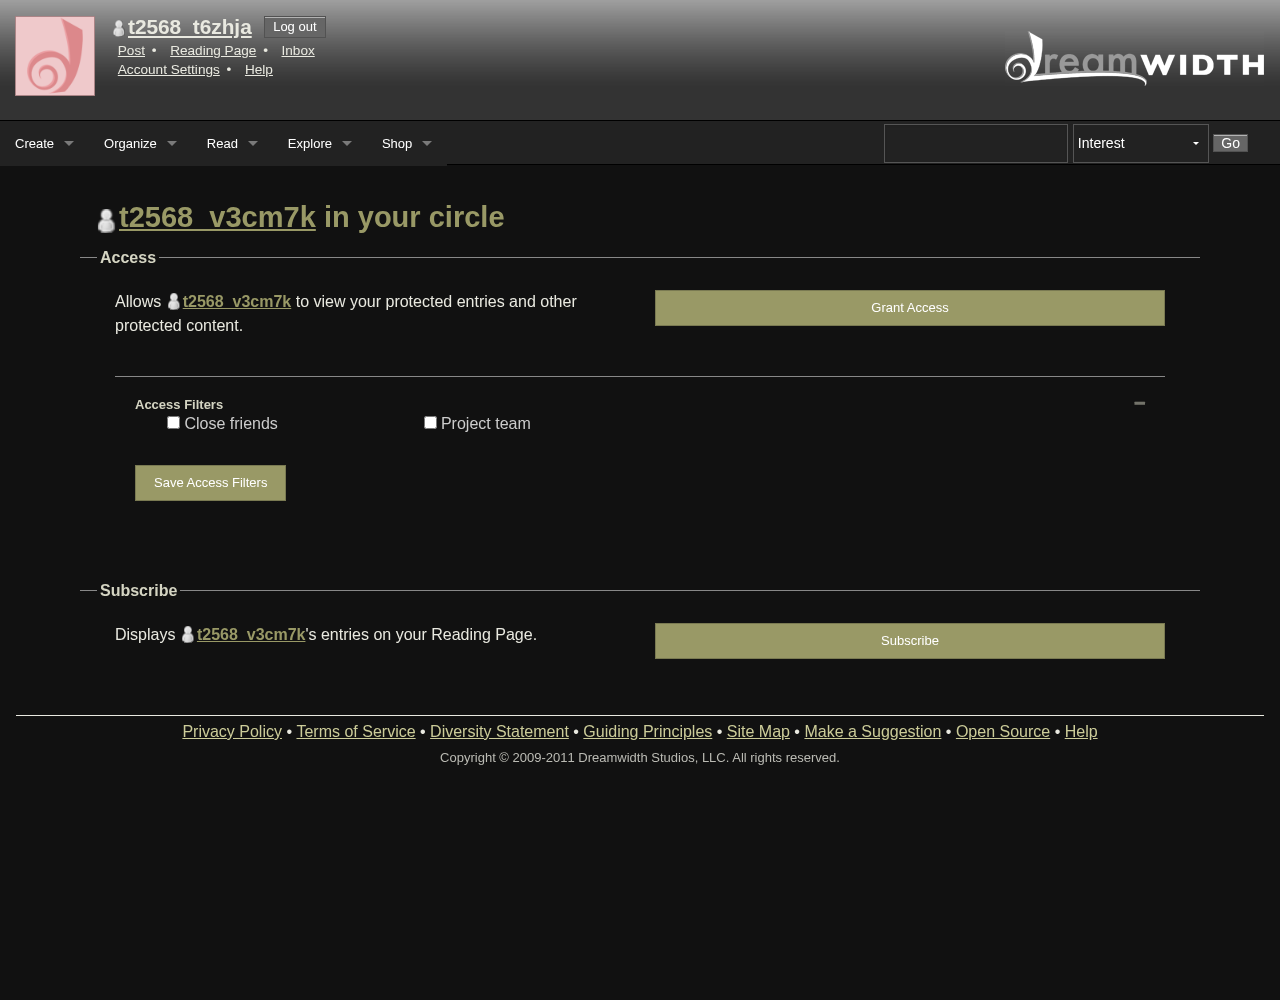 t2568_t6zhja Log out
Post • Reading Page • Inbox
Account Settings • Help
dreamWIDTH
Create Organize Read Explore Shop Interest Go
t2568_v3cm7k in your circle
Access
Allows t2568_v3cm7k to view your protected entries and other
protected content.
Grant Access
Access Filters
Close friends Project team
Save Access Filters
Subscribe
Displays t2568_v3cm7k's entries on your Reading Page.
Subscribe
Privacy Policy • Terms of Service • Diversity Statement • Guiding Principles • Site Map • Make a Suggestion • Open Source • Help
Copyright © 2009-2011 Dreamwidth Studios, LLC. All rights reserved.